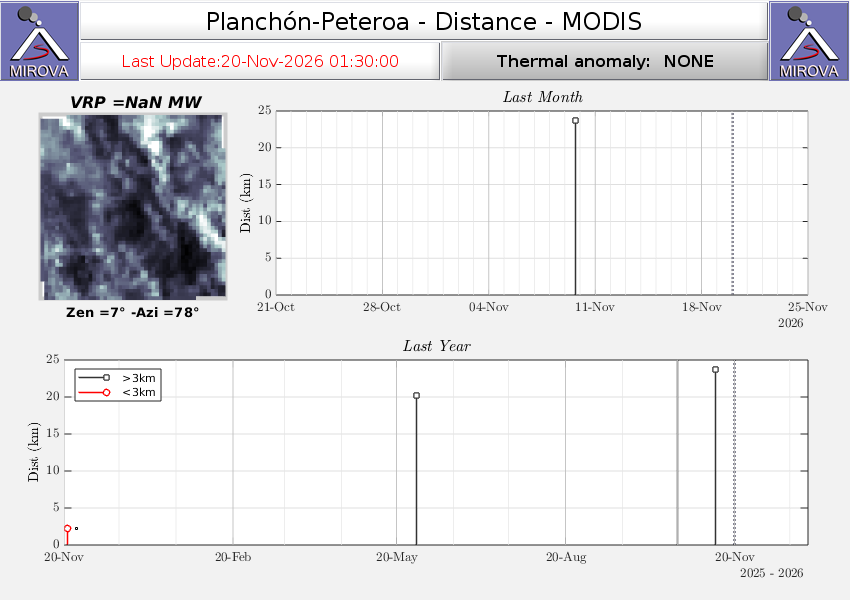 Planchón-Peteroa - Distance - MODIS
MIROVA
MIROVA
Last Update:20-Nov-2026 01:30:00
Thermal anomaly: NONE
VRP =NaN MW
Zen =7° -Azi =78°
Last Month
Dist (km)
25
20
15
10
5
0
21-Oct
28-Oct
04-Nov
11-Nov
18-Nov
25-Nov
2026
Last Year
Dist (km)
25
20
15
10
5
0
>3km
<3km
20-Nov
20-Feb
20-May
20-Aug
20-Nov
2025 - 2026